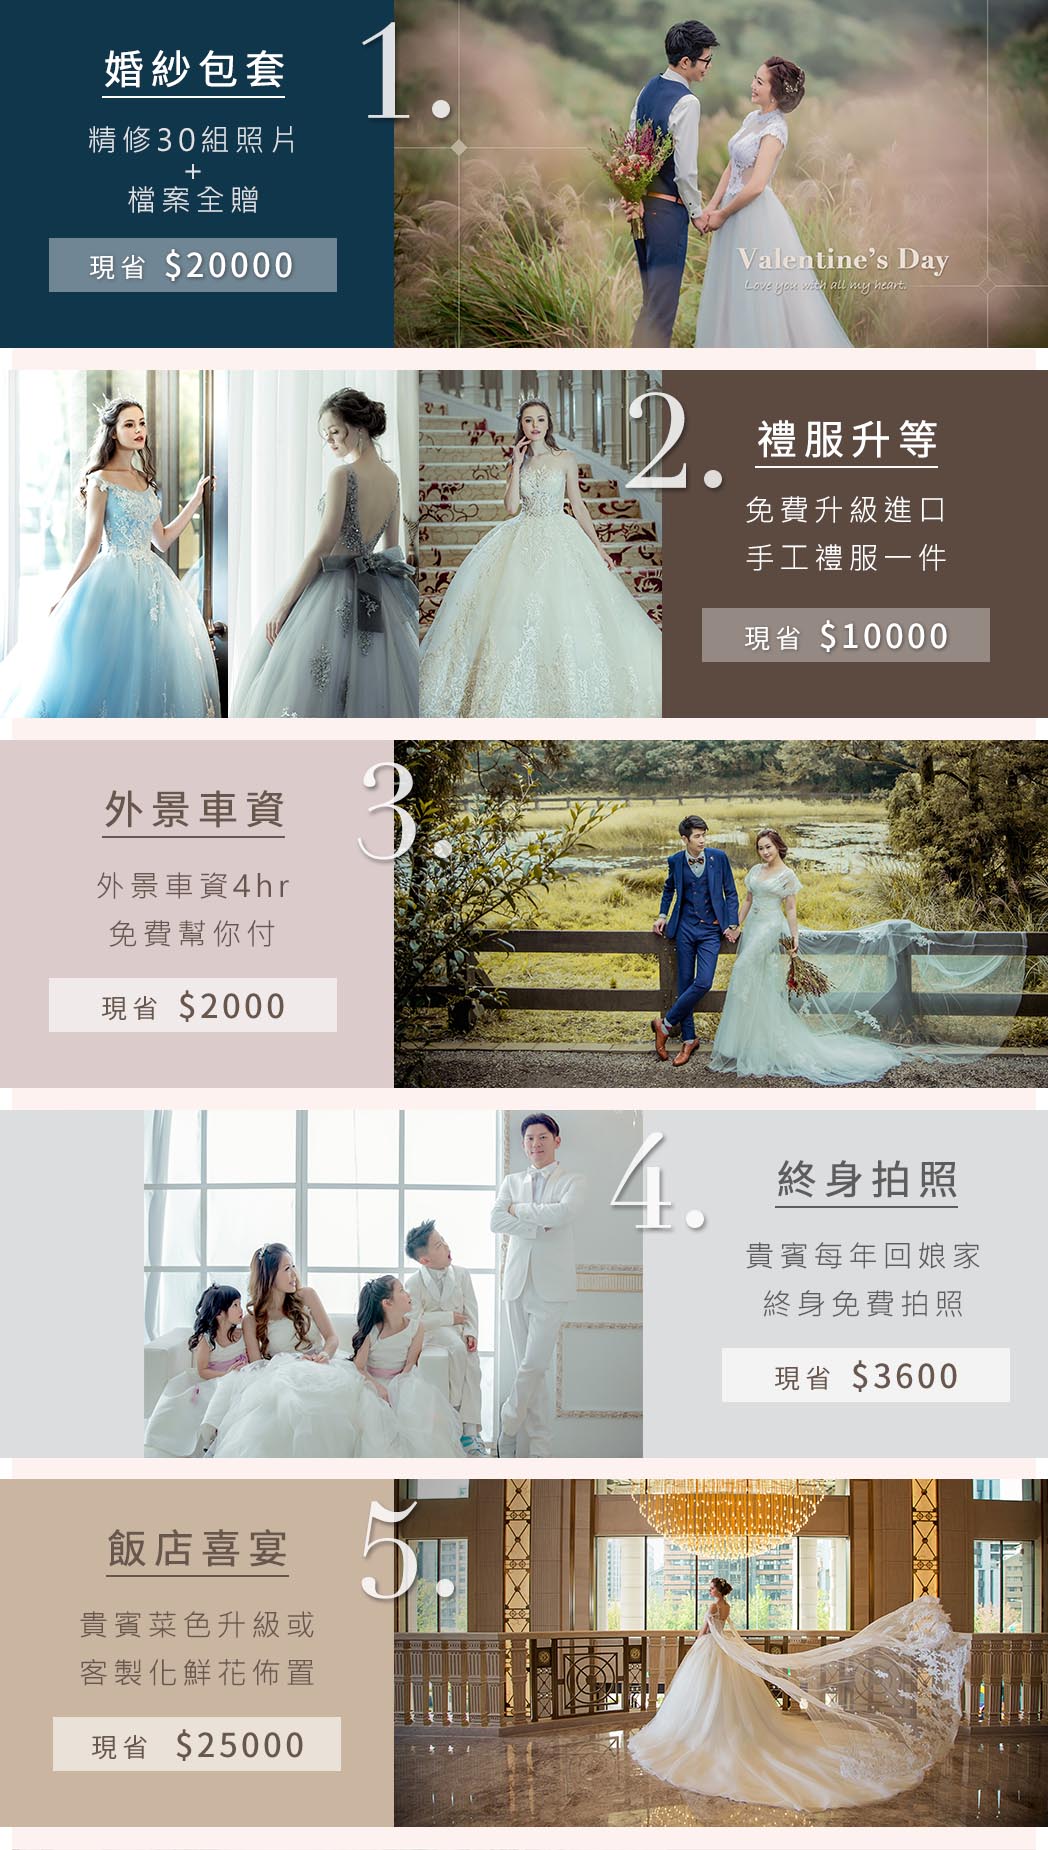 婚紗包套
1.
精修30組照片
+
檔案全贈
現省 $20000
Valentine's Day
Love you with all my heart.
2.
禮服升等
免費升級進口
手工禮服一件
現省 $10000
外景車資
3.
外景車資4hr
免費幫你付
現省 $2000
4.
終身拍照
貴賓每年回娘家
終身免費拍照
現省 $3600
飯店喜宴
5.
貴賓菜色升級或
客製化鮮花佈置
現省 $25000